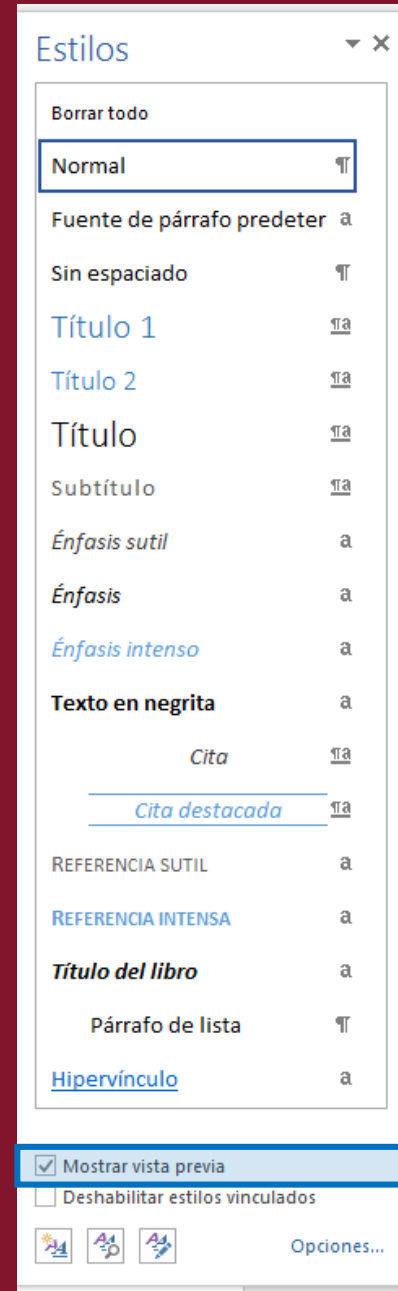 Estilos
Borrar todo
Normal ¶
Fuente de párrafo predeter a
Sin espaciado ¶
Título 1 ¶a
Título 2 ¶a
Título ¶a
Subtítulo ¶a
Énfasis sutil a
Énfasis a
Énfasis intenso a
Texto en negrita a
Cita ¶a
Cita destacada ¶a
REFERENCIA SUTIL a
REFERENCIA INTENSA a
Título del libro a
Párrafo de lista ¶
Hipervínculo a
Mostrar vista previa
Deshabilitar estilos vinculados
Opciones...